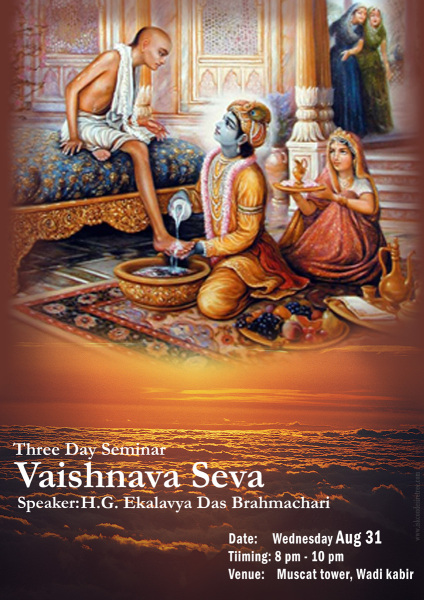 Three Day Seminar
Vaishnava Seva
Speaker:H.G. Ekalavya Das Brahmachari
Date: Wednesday Aug 31
Tiiming: 8 pm - 10 pm
Venue: Muscat tower, Wadi kabir